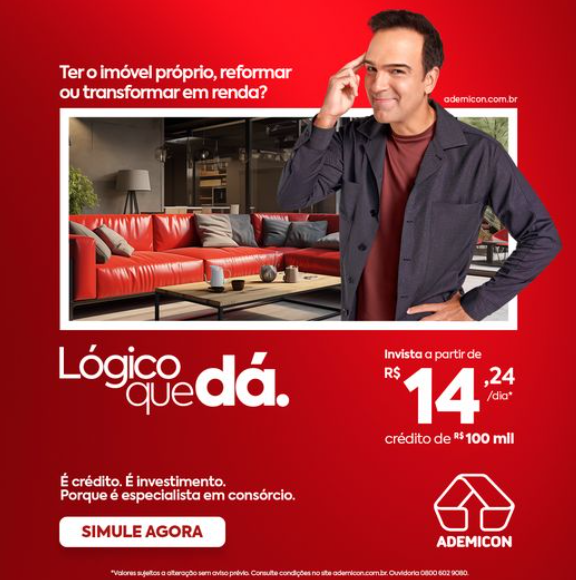 Ter o imóvel próprio, reformar
ou transformar em renda?
ademicon.com.br
Lógico
que dá.
Invista a partir de
R$ 14,24
/dia*
crédito de R$ 100 mil
É crédito. É investimento.
Porque é especialista em consórcio.
SIMULE AGORA
ADEMICON
*Valores sujeitos a alteração sem aviso prévio. Consulte condições no site ademicon.com.br. Ouvidoria 0800 602 9080.